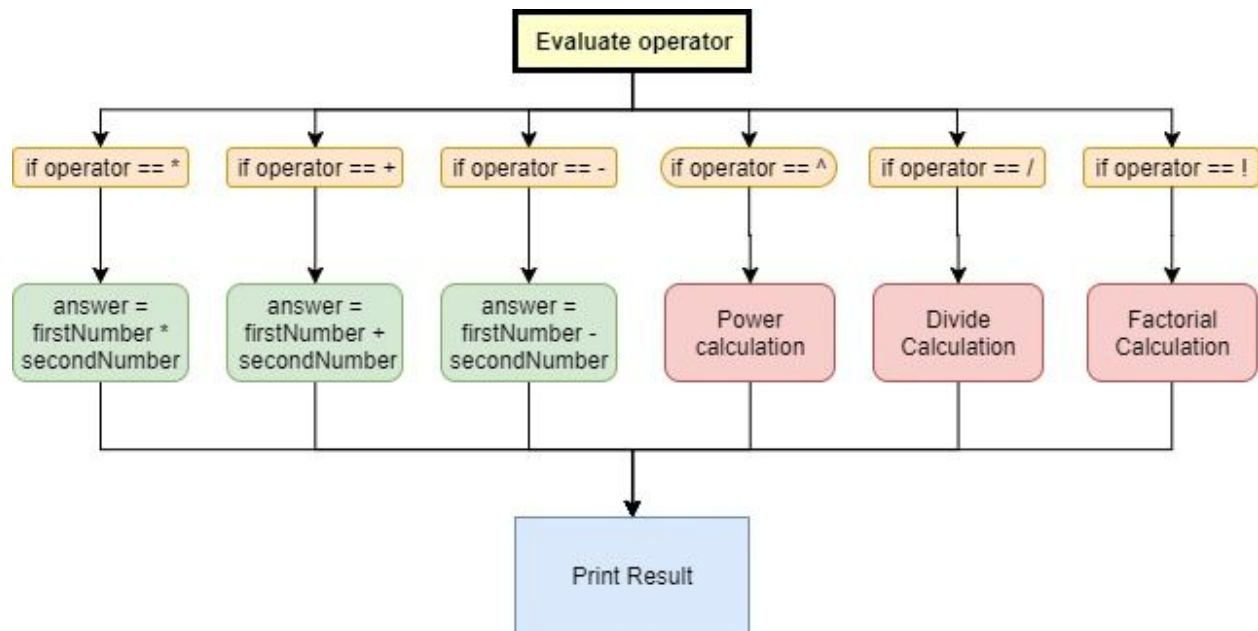 Evaluate operator
if operator == *
if operator == +
if operator == -
if operator == ^
if operator == /
if operator == !
answer =
firstNumber *
secondNumber
answer =
firstNumber +
secondNumber
answer =
firstNumber -
secondNumber
Power
calculation
Divide
Calculation
Factorial
Calculation
Print Result